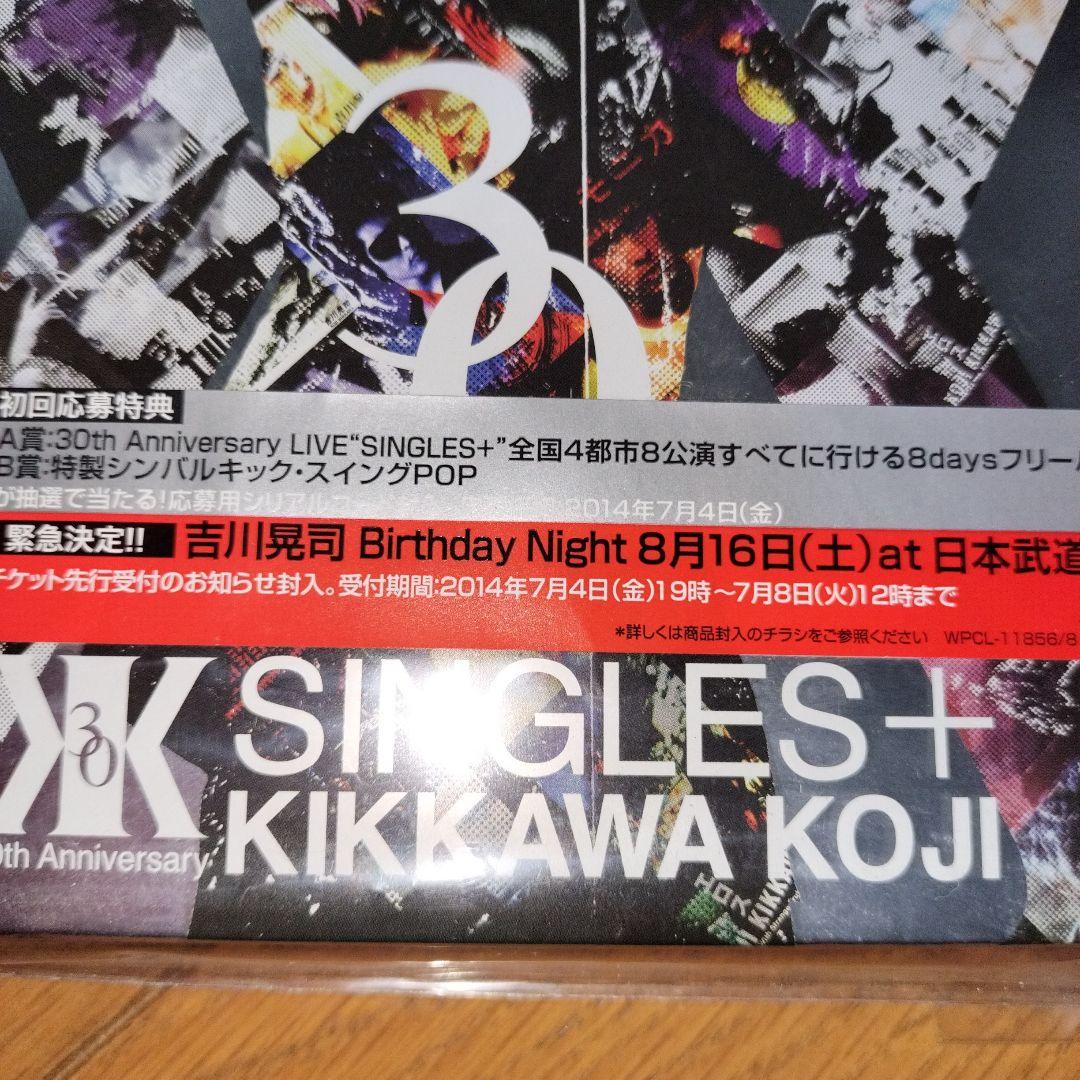 30
モニカ
初回応募特典
A賞:30th Anniversary LIVE“SINGLES+”全国4都市8公演すべてに行ける8daysフリー
B賞:特製シンバルキック・スイングPOP
が抽選で当たる!応募用シリアル 2014年7月4日(金)
緊急決定!! 吉川晃司 Birthday Night 8月16日(土)at 日本武道
チケット先行受付のお知らせ封入。受付期間:2014年7月4日(金)19時〜7月8日(火)12時まで
*詳しくは商品封入のチラシをご参照ください WPCL-11856/8
K30K
0th Anniversary
SINGLES+
KIKKAWA KOJI
エロス